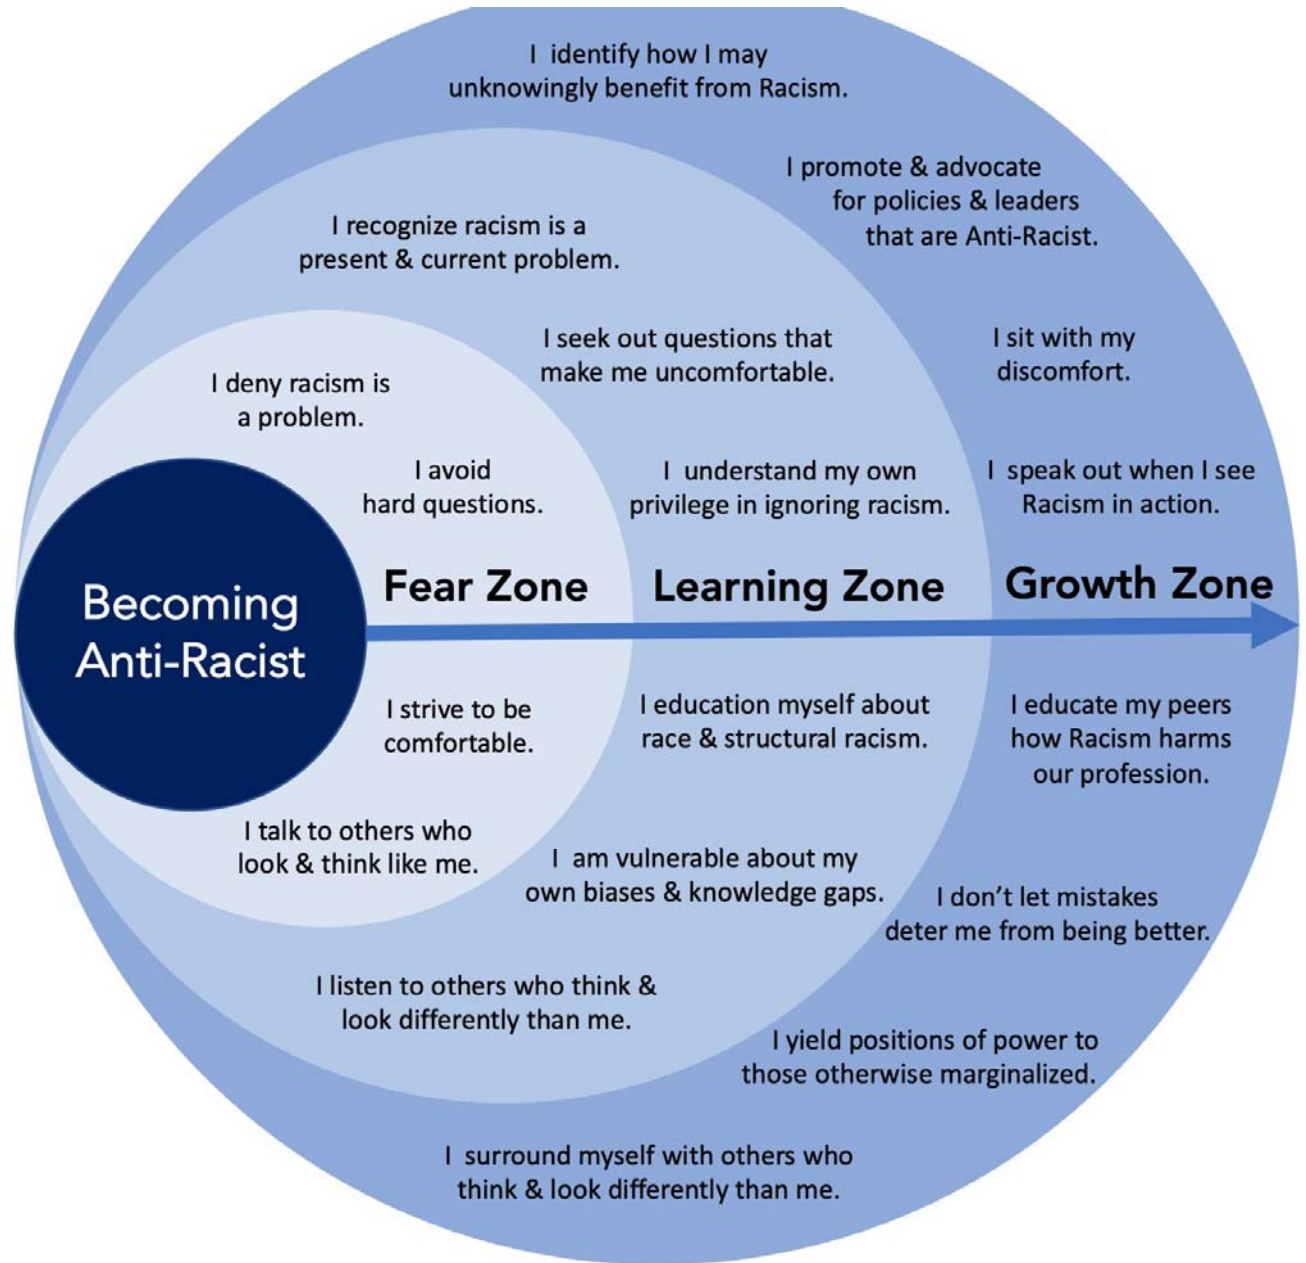 I identify how I may
unknowingly benefit from Racism.
I promote & advocate
for policies & leaders
that are Anti-Racist.
I recognize racism is a
present & current problem.
I seek out questions that
make me uncomfortable.
I sit with my
discomfort.
I deny racism is
a problem.
I avoid
hard questions.
I understand my own
privilege in ignoring racism.
I speak out when I see
Racism in action.
Becoming
Anti-Racist
Fear Zone
Learning Zone
Growth Zone
I strive to be
comfortable.
I education myself about
race & structural racism.
I educate my peers
how Racism harms
our profession.
I talk to others who
look & think like me.
I am vulnerable about my
own biases & knowledge gaps.
I don’t let mistakes
deter me from being better.
I listen to others who think &
look differently than me.
I yield positions of power to
those otherwise marginalized.
I surround myself with others who
think & look differently than me.